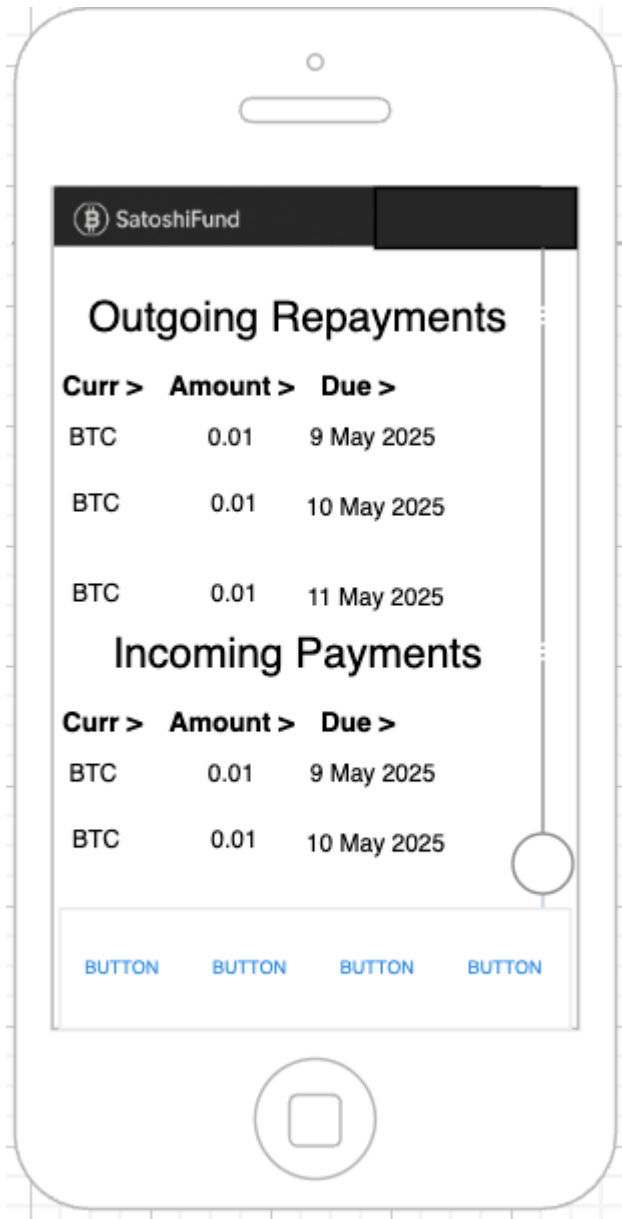 SatoshiFund
Outgoing Repayments
Curr > Amount > Due >
BTC 0.01 9 May 2025
BTC 0.01 10 May 2025
BTC 0.01 11 May 2025
Incoming Payments
Curr > Amount > Due >
BTC 0.01 9 May 2025
BTC 0.01 10 May 2025
BUTTON BUTTON BUTTON BUTTON